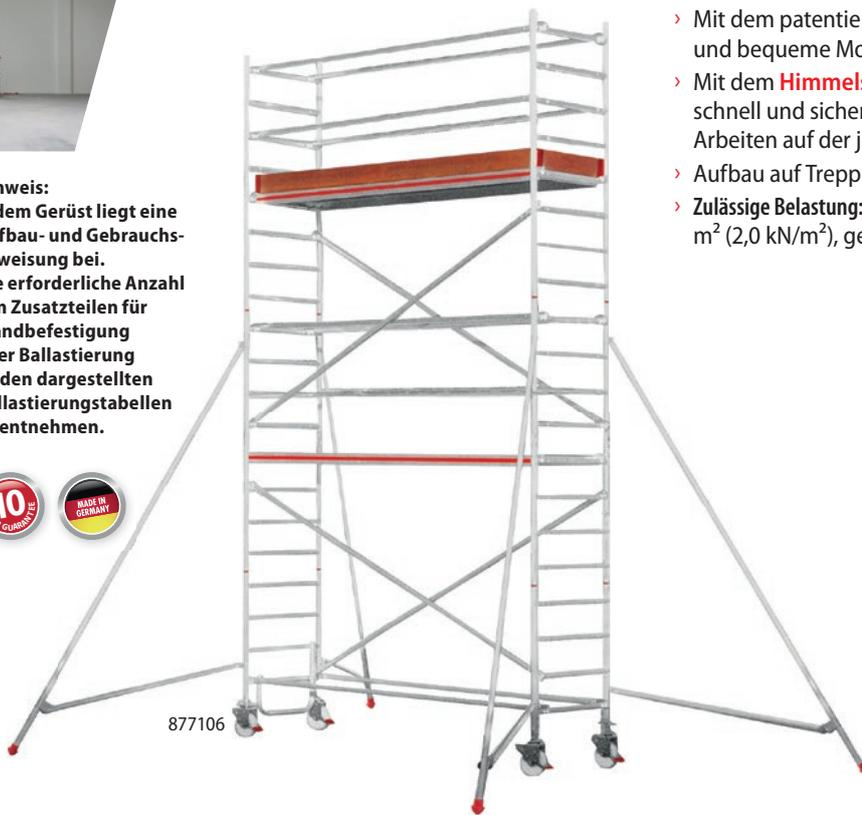 nweis:
dem Gerüst liegt eine
fbau- und Gebrauchs-
weisung bei.
e erforderliche Anzahl
n Zusatzteilen für
andbefestigung
er Ballastierung
den dargestellten
llastierungstabellen
entnehmen.
10
GUARANTEE
MADE IN
GERMANY
877106
› Mit dem patentie
und bequeme Mo
› Mit dem Himmels
schnell und sicher
Arbeiten auf der j
› Aufbau auf Trepp
› Zulässige Belastung:
m² (2,0 kN/m²), ge